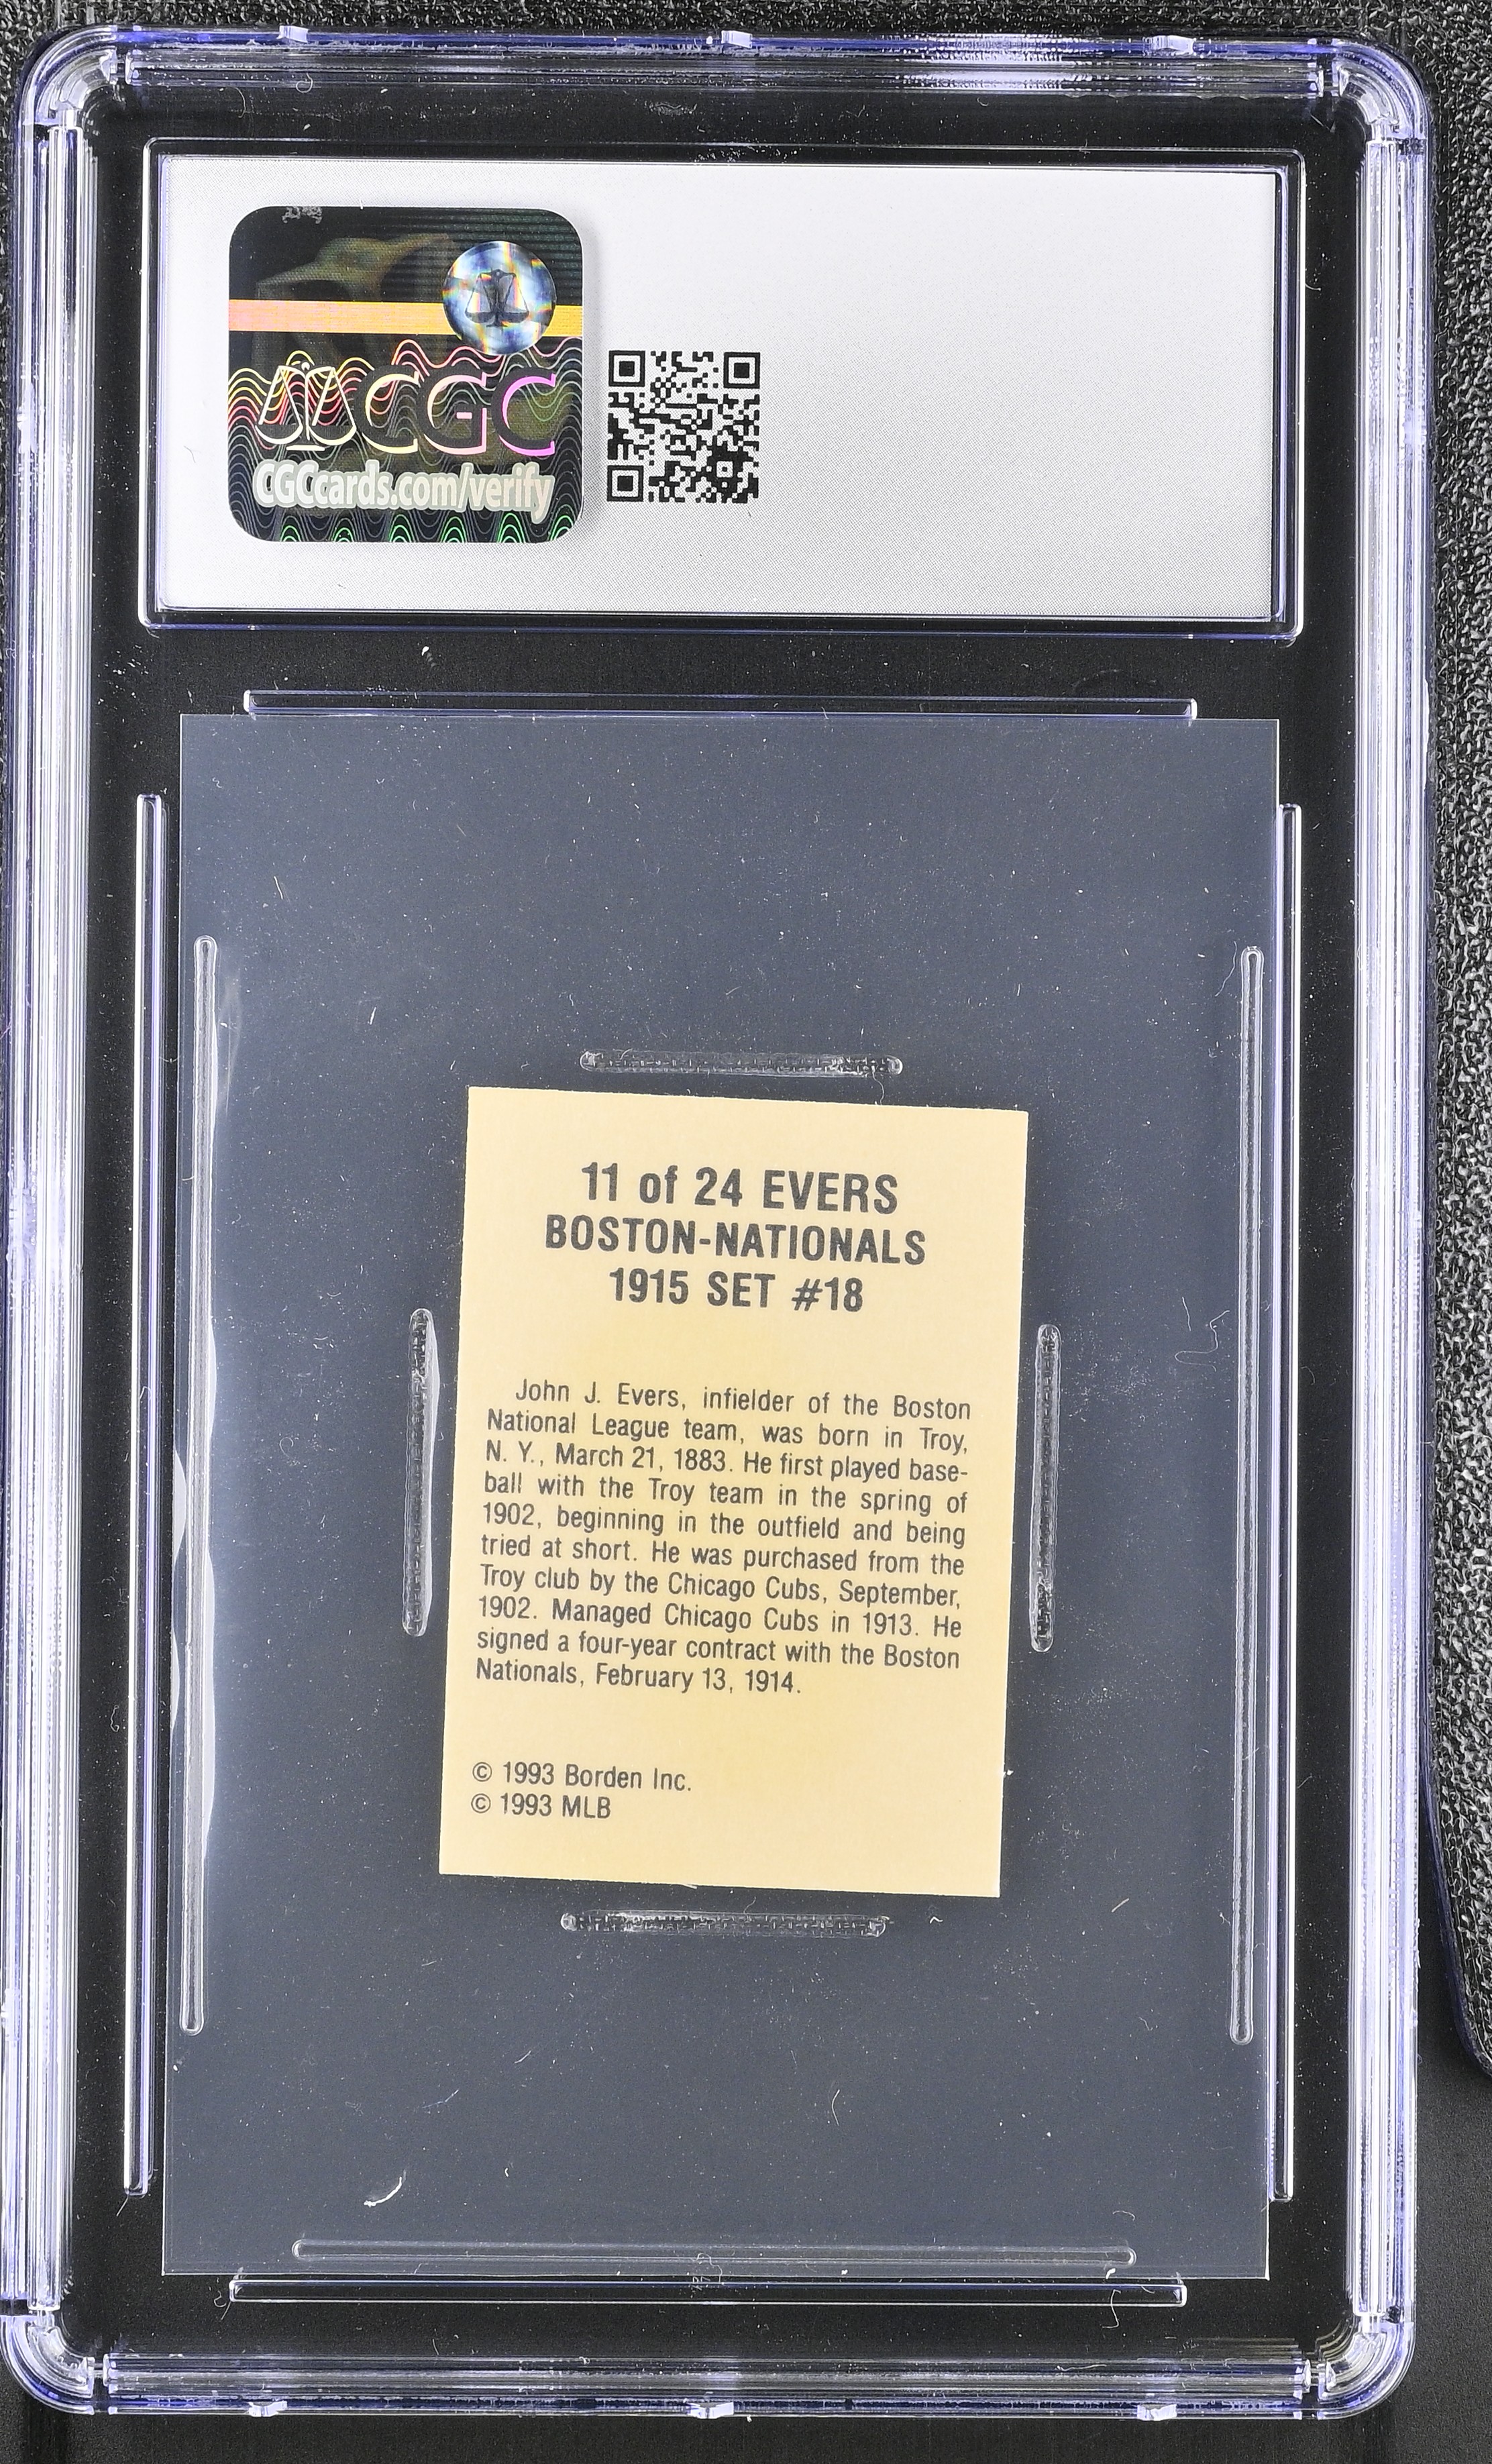 CGC
CGCcards.com/verify
11 of 24 EVERS
BOSTON-NATIONALS
1915 SET #18
John J. Evers, infielder of the Boston
National League team, was born in Troy,
N. Y., March 21, 1883. He first played base-
ball with the Troy team in the spring of
1902, beginning in the outfield and being
tried at short. He was purchased from the
Troy club by the Chicago Cubs, September,
1902. Managed Chicago Cubs in 1913. He
signed a four-year contract with the Boston
Nationals, February 13, 1914.
© 1993 Borden Inc.
© 1993 MLB